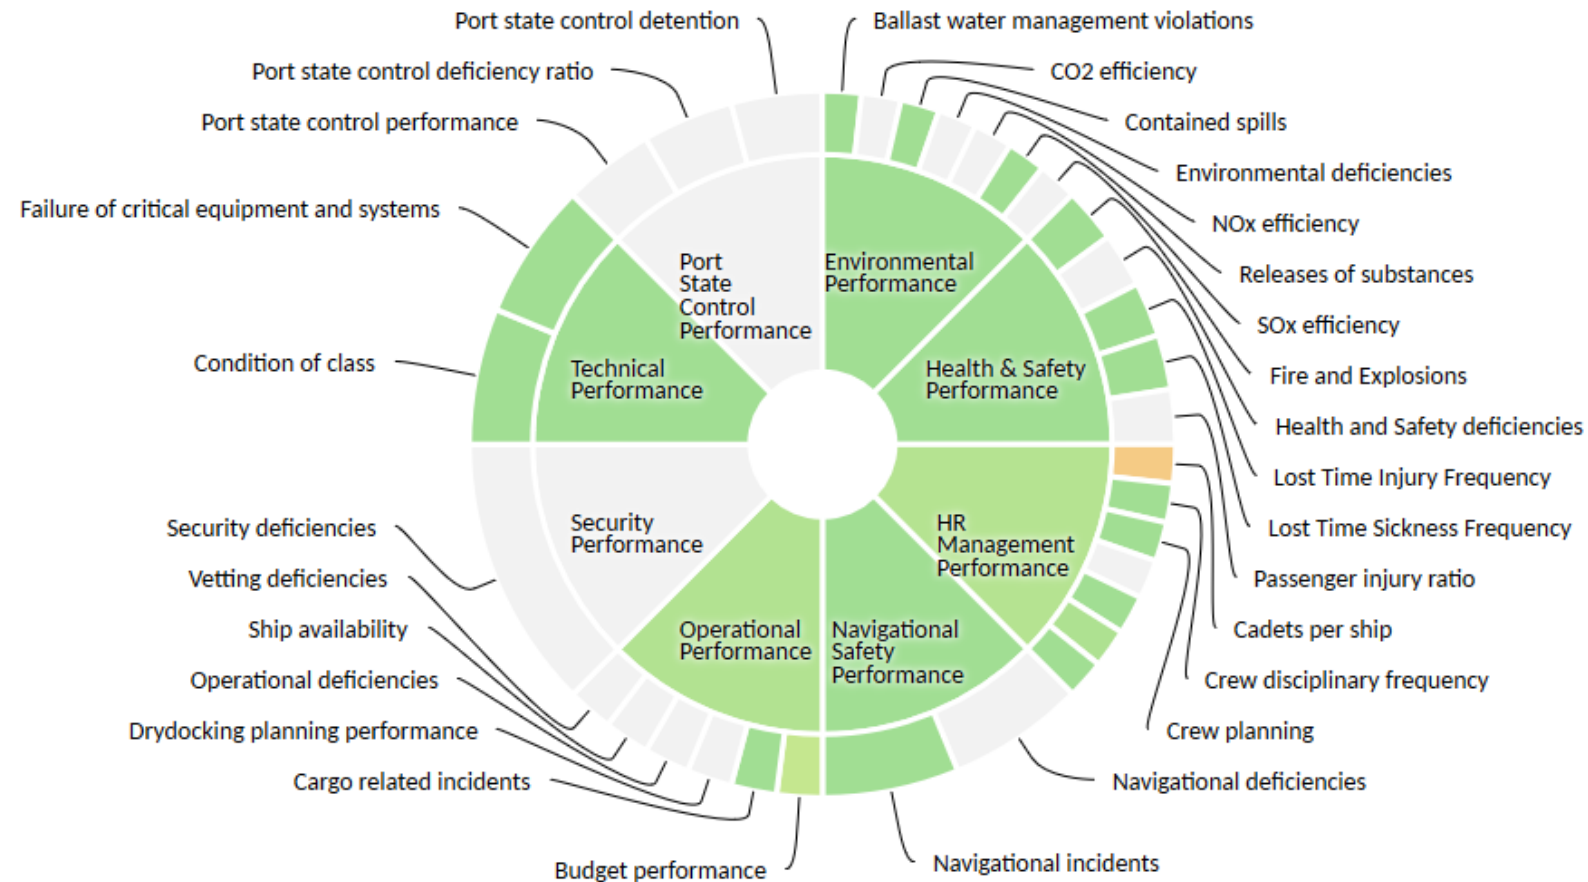 Port state control detention
Ballast water management violations
Port state control deficiency ratio
CO2 efficiency
Port state control performance
Contained spills
Environmental deficiencies
Failure of critical equipment and systems
NOx efficiency
Port
State
Control
Performance
Environmental
Performance
Releases of substances
SOx efficiency
Condition of class
Technical
Performance
Health & Safety
Performance
Fire and Explosions
Health and Safety deficiencies
Lost Time Injury Frequency
Security deficiencies
Security
Performance
HR
Management
Performance
Lost Time Sickness Frequency
Vetting deficiencies
Passenger injury ratio
Ship availability
Operational
Performance
Navigational
Safety
Performance
Cadets per ship
Operational deficiencies
Crew disciplinary frequency
Drydocking planning performance
Crew planning
Cargo related incidents
Navigational deficiencies
Budget performance
Navigational incidents